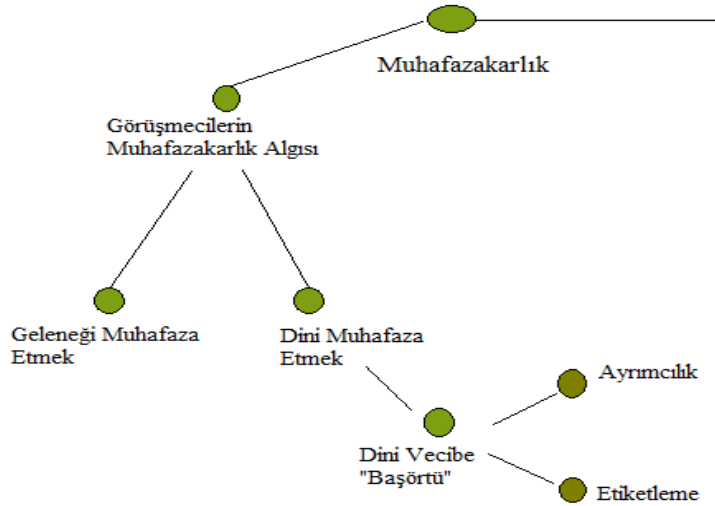 Muhafazakarlık
Görüşmecilerin
Muhafazakarlık Algısı
Geleneği Muhafaza
Etmek
Dini Muhafaza
Etmek
Ayrımcılık
Dini Vecibe
"Başörtü"
Etiketleme